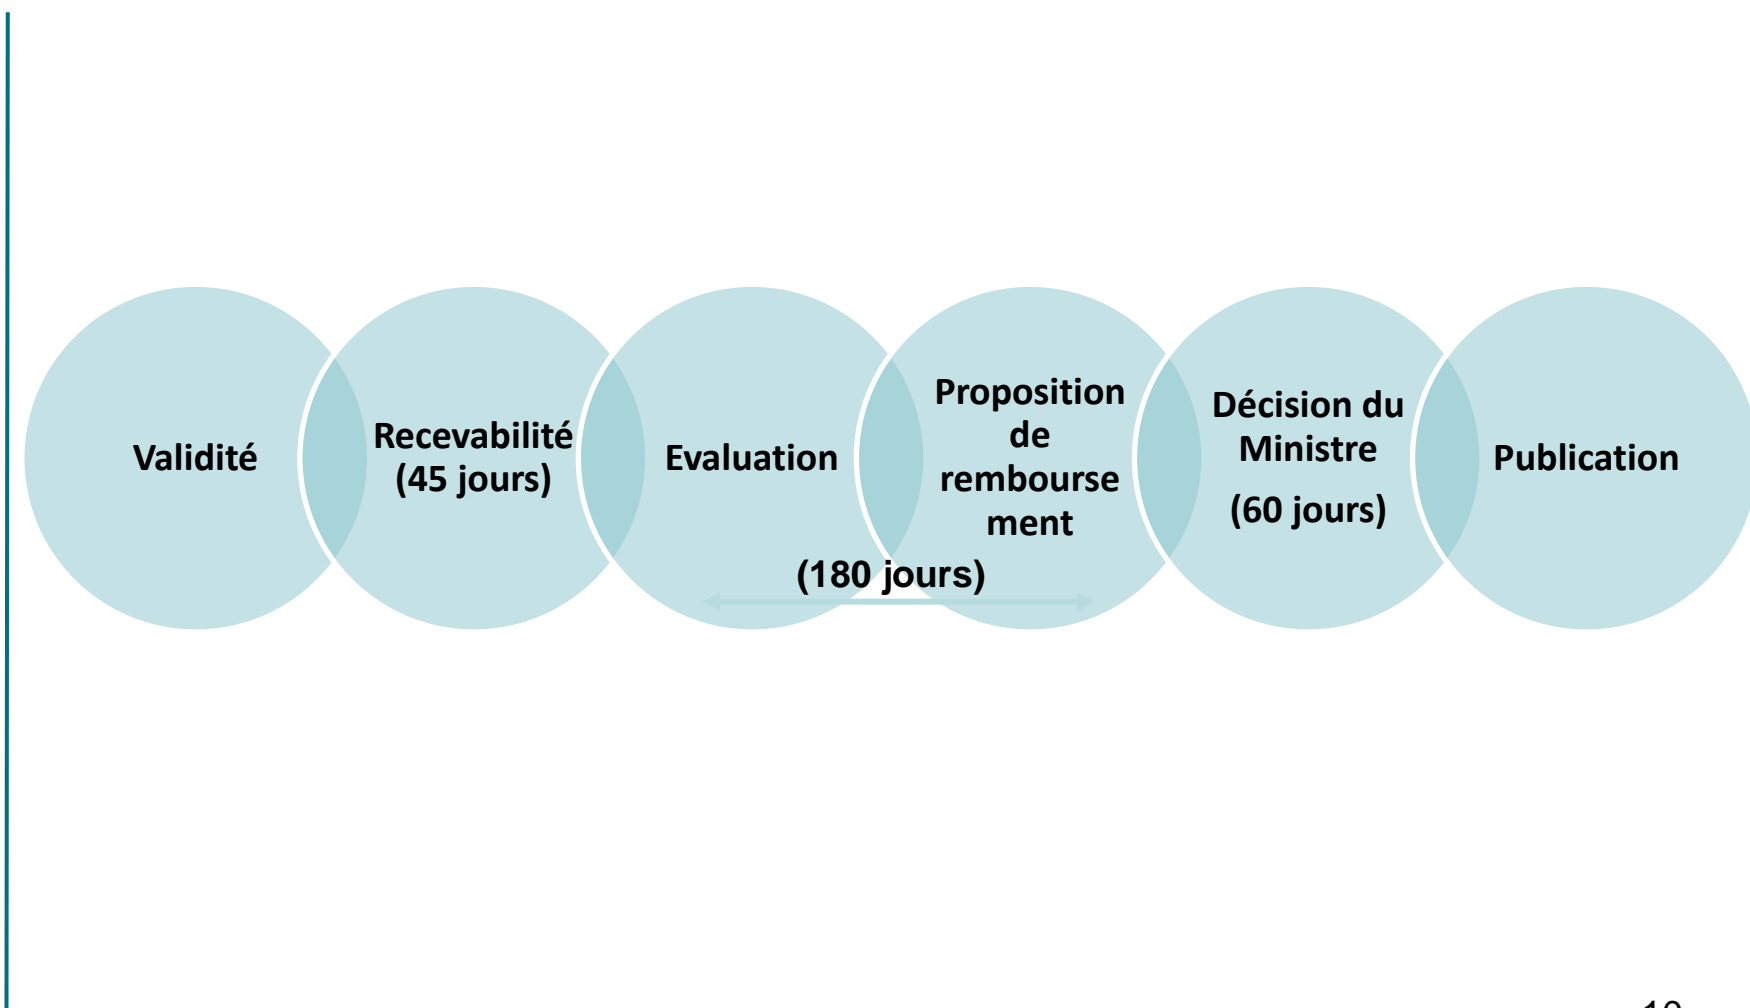 Validité
Recevabilité
(45 jours)
Evaluation
Proposition
de
rembourse
ment
(180 jours)
Décision du
Ministre
(60 jours)
Publication